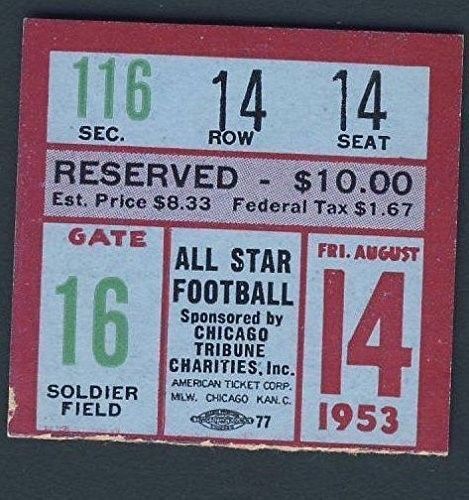 116 14 14
SEC. ROW SEAT
RESERVED - $10.00
Est. Price $8.33 Federal Tax $1.67
GATE
16
SOLDIER
FIELD
ALL STAR
FOOTBALL
Sponsored by
CHICAGO
TRIBUNE
CHARITIES, Inc.
AMERICAN TICKET CORP.
MILW. CHICAGO KAN. C.
77
FRI. AUGUST
14
1953